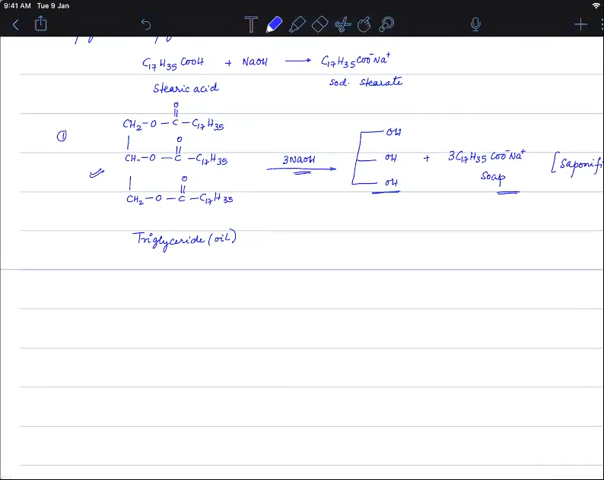 9:41 AM Tue 9 Jan
C17H35COOH + NaOH → C17H35COO⁻Na⁺
Stearic acid
Sod. Stearate
O
CH2-O-C-C17H35
① O
CH-O-C-C17H35
3NaOH
OH
OH
OH
+ 3C17H35COO⁻Na⁺
Soap
[Saponifi
O
CH2-O-C-C17H35
Triglyceride (oil)